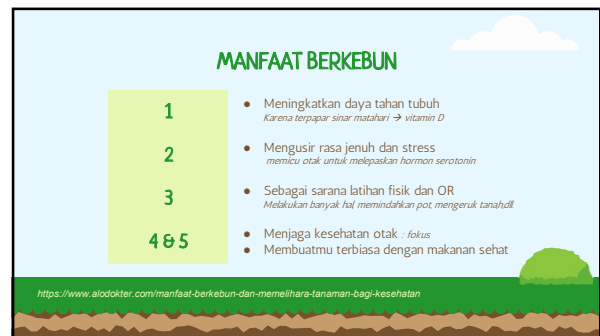 MANFAAT BERKEBUN
1
● Meningkatkan daya tahan tubuh
Karena terpapar sinar matahari → vitamin D
2
● Mengusir rasa jenuh dan stress
memicu otak untuk melepaskan hormon serotonin
3
● Sebagai sarana latihan fisik dan OR
Melakukan banyak hal, memindahkan pot, mengeruk tanah,dll
4 & 5
● Menjaga kesehatan otak : fokus
● Membuatmu terbiasa dengan makanan sehat
https://www.alodokter.com/manfaat-berkebun-dan-memelihara-tanaman-bagi-kesehatan